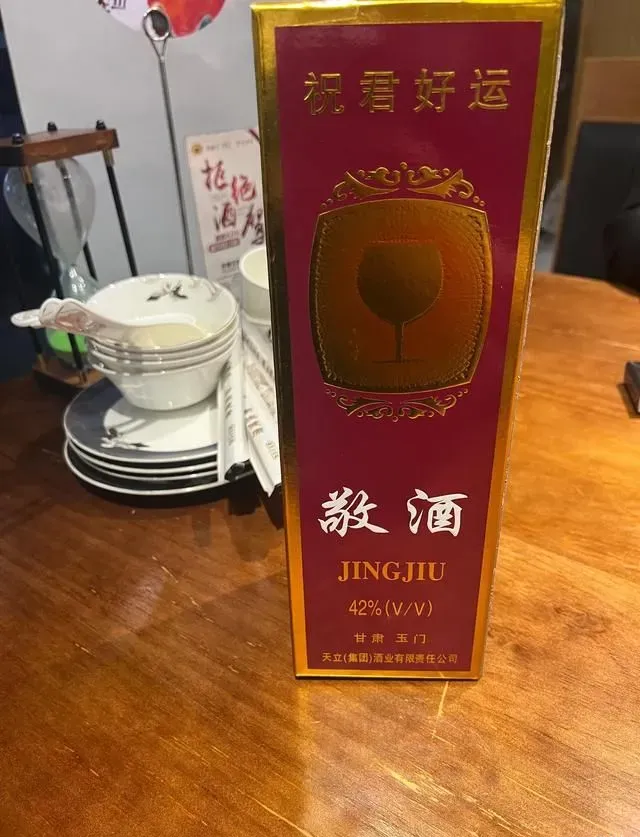 祝君好运
敬酒
JINGJIU
42%(V/V)
甘肃 玉门
天立(集团)酒业有限责任公司
拒绝
酒驾